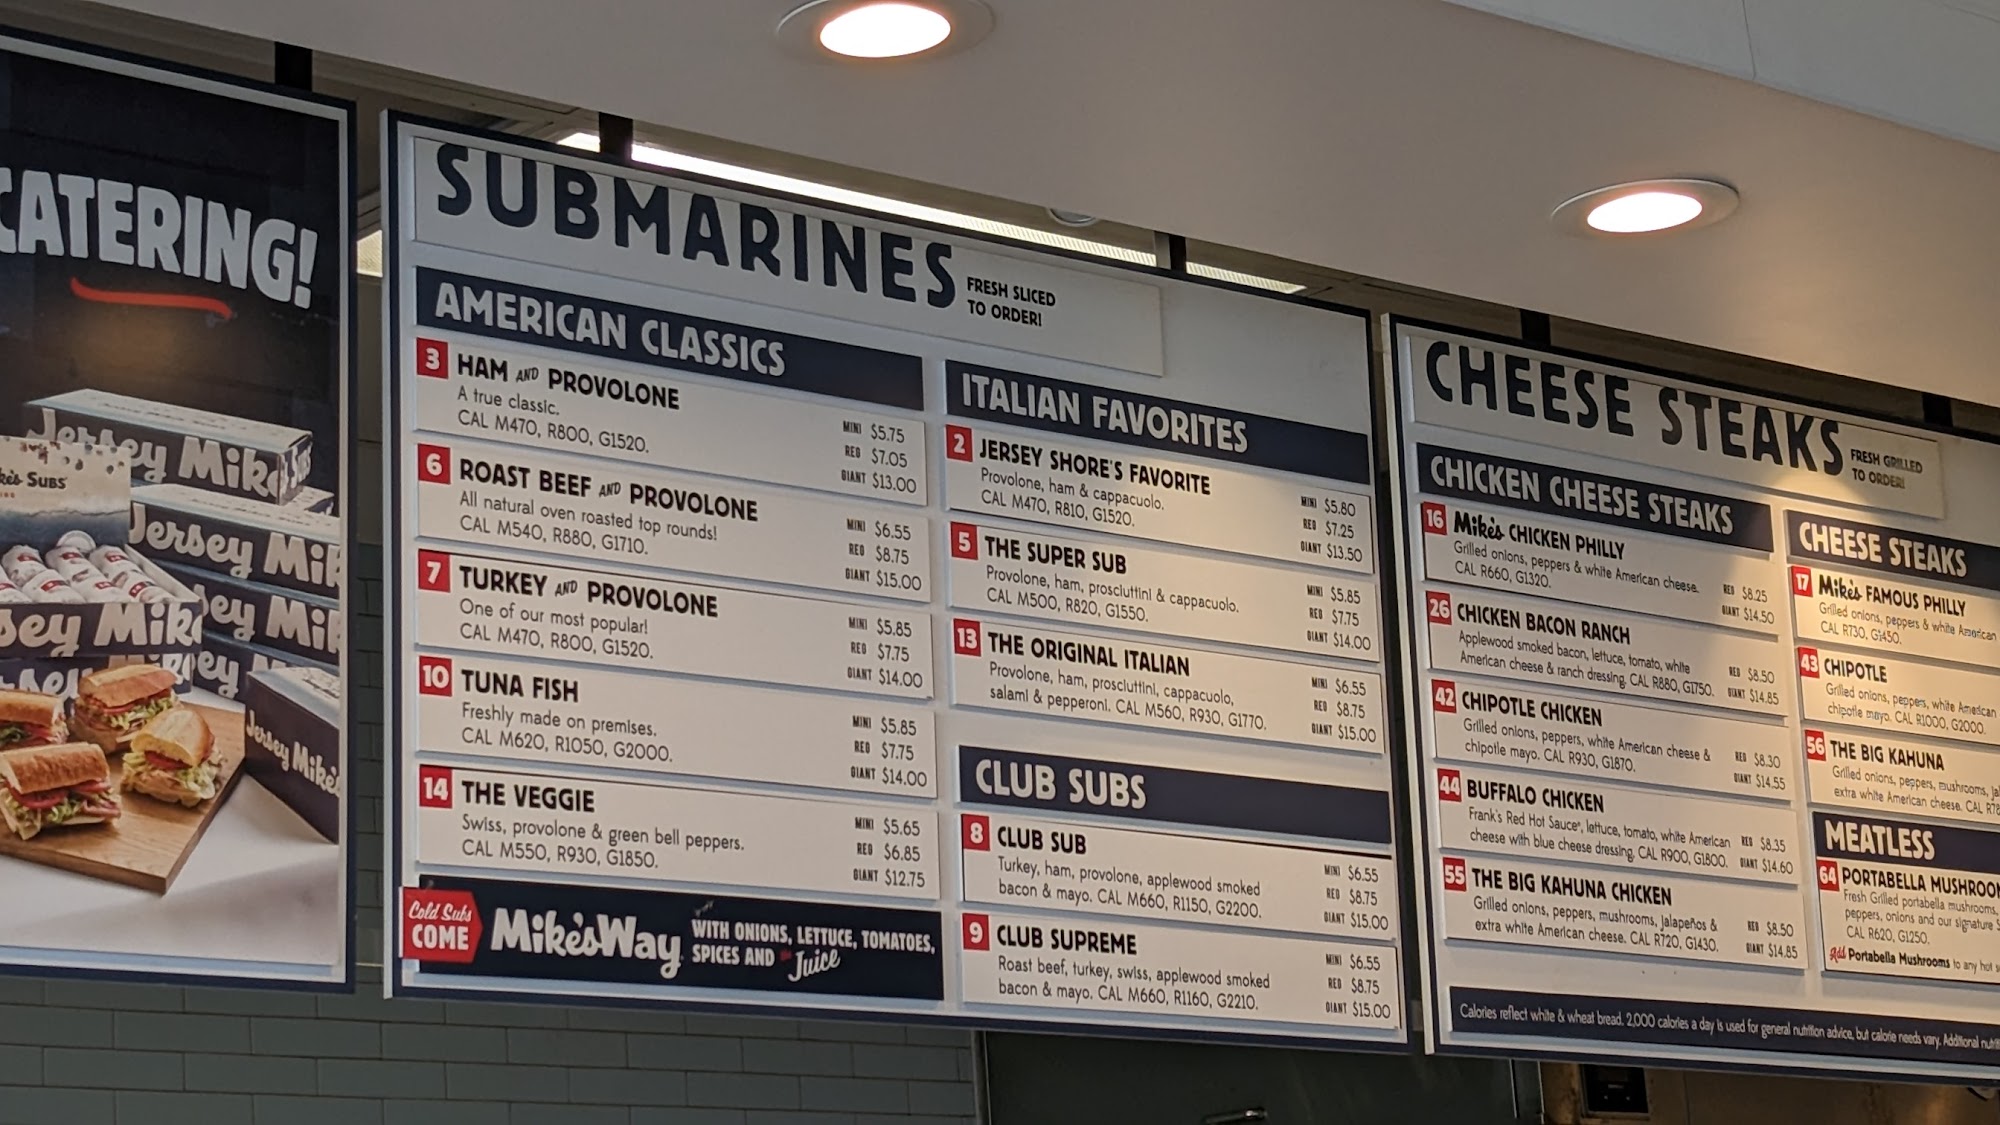 CATERING!
Jersey Mike
ke's SUBS
Jersey Mik
sey Mik
ey Mi
Jersey Mike's
SUBMARINES
FRESH SLICED
TO ORDER!
AMERICAN CLASSICS
3 HAM AND PROVOLONE
A true classic.
CAL M470, R800, G1520.
MINI $5.75
REG $7.05
GIANT $13.00
6 ROAST BEEF AND PROVOLONE
All natural oven roasted top rounds!
CAL M540, R880, G1710.
MINI $6.55
REG $8.75
GIANT $15.00
7 TURKEY AND PROVOLONE
One of our most popular!
CAL M470, R800, G1520.
MINI $5.85
REG $7.75
GIANT $14.00
10 TUNA FISH
Freshly made on premises.
CAL M620, R1050, G2000.
MINI $5.85
REG $7.75
GIANT $14.00
14 THE VEGGIE
Swiss, provolone & green bell peppers.
CAL M550, R930, G1850.
MINI $5.65
REG $6.85
GIANT $12.75
Cold Subs
COME
Mike's Way
WITH ONIONS, LETTUCE, TOMATOES,
SPICES AND Juice
ITALIAN FAVORITES
2 JERSEY SHORE'S FAVORITE
Provolone, ham & cappacuolo.
CAL M470, R810, G1520.
MINI $5.80
REG $7.25
GIANT $13.50
5 THE SUPER SUB
Provolone, ham, prosciuttini & cappacuolo.
CAL M500, R820, G1550.
MINI $5.85
REG $7.75
GIANT $14.00
13 THE ORIGINAL ITALIAN
Provolone, ham, prosciuttini, cappacuolo,
salami & pepperoni. CAL M560, R930, G1770.
MINI $6.55
REG $8.75
GIANT $15.00
CLUB SUBS
8 CLUB SUB
Turkey, ham, provolone, applewood smoked
bacon & mayo. CAL M660, R1150, G2200.
MINI $6.55
REG $8.75
GIANT $15.00
9 CLUB SUPREME
Roast beef, turkey, swiss, applewood smoked
bacon & mayo. CAL M660, R1160, G2210.
MINI $6.55
REG $8.75
GIANT $15.00
CHEESE STEAKS
FRESH GRILLED
TO ORDER!
CHICKEN CHEESE STEAKS
16 Mike's CHICKEN PHILLY
Grilled onions, peppers & white American cheese.
CAL R660, G1320.
REG $8.25
GIANT $14.50
26 CHICKEN BACON RANCH
Applewood smoked bacon, lettuce, tomato, white
American cheese & ranch dressing. CAL R880, G1750.
REG $8.50
GIANT $14.85
42 CHIPOTLE CHICKEN
Grilled onions, peppers, white American cheese &
chipotle mayo. CAL R930, G1870.
REG $8.30
GIANT $14.55
44 BUFFALO CHICKEN
Frank's Red Hot Sauce®, lettuce, tomato, white American
cheese with blue cheese dressing. CAL R900, G1800.
REG $8.35
GIANT $14.60
55 THE BIG KAHUNA CHICKEN
Grilled onions, peppers, mushrooms, jalapeños &
extra white American cheese. CAL R720, G1430.
REG $8.50
GIANT $14.85
CHEESE STEAKS
17 Mike's FAMOUS PHILLY
Grilled onions, peppers & white American
CAL R730, G1450.
43 CHIPOTLE
Grilled onions, peppers, white American
chipotle mayo. CAL R1000, G2000.
56 THE BIG KAHUNA
Grilled onions, peppers, mushrooms, jal
extra white American cheese. CAL R78
MEATLESS
64 PORTABELLA MUSHROOM
Fresh Grilled portabella mushrooms,
peppers, onions and our signature S
CAL R620, G1250.
Add Portabella Mushrooms to any hot s
Calories reflect white & wheat bread. 2,000 calories a day is used for general nutrition advice, but calorie needs vary. Additional nutri